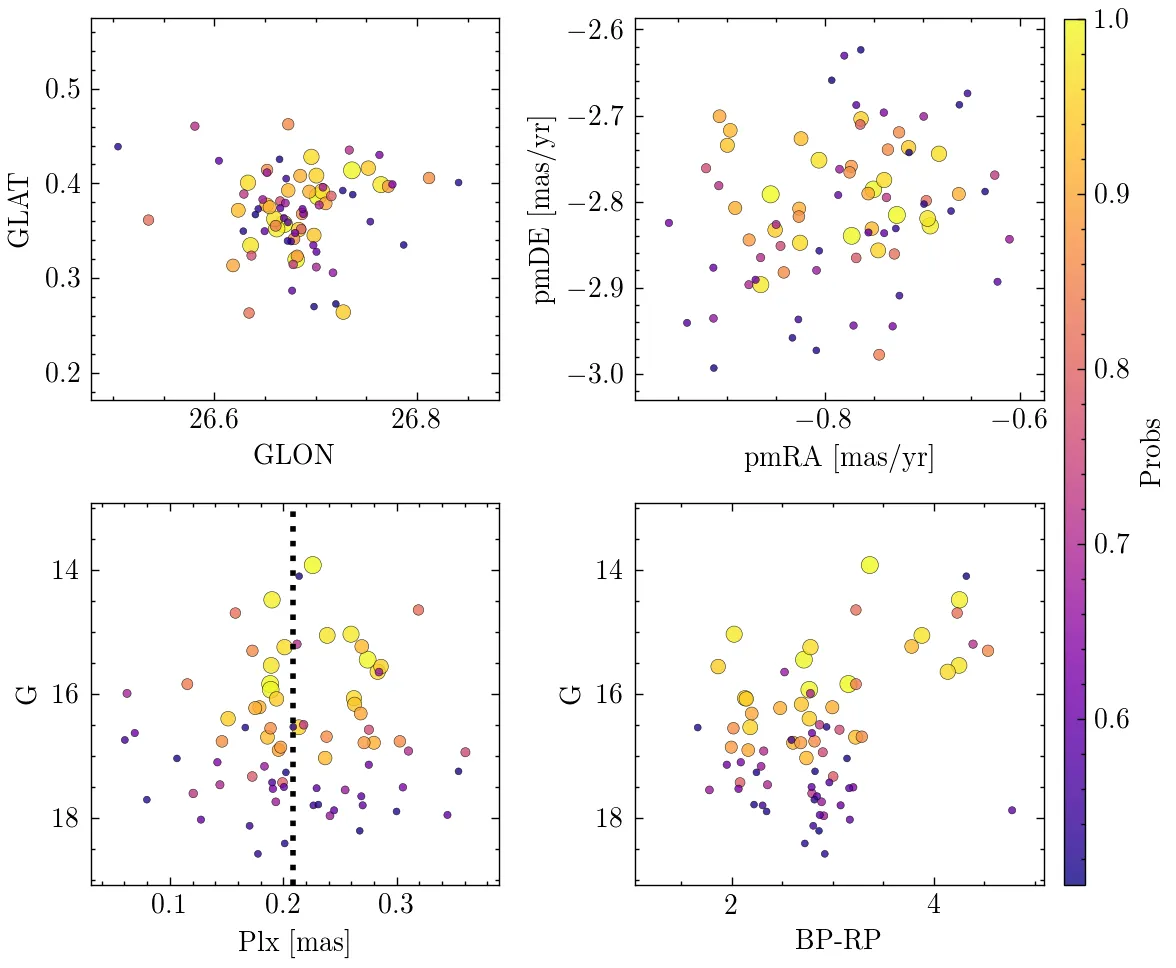 0.5
0.4
0.3
0.2
GLAT
26.6 26.8
GLON
−2.6
−2.7
−2.8
−2.9
−3.0
pmDE [mas/yr]
−0.8 −0.6
pmRA [mas/yr]
1.0
0.9
0.8
0.7
0.6
Probs
14
16
18
G
0.1 0.2 0.3
Plx [mas]
14
16
18
G
2 4
BP-RP